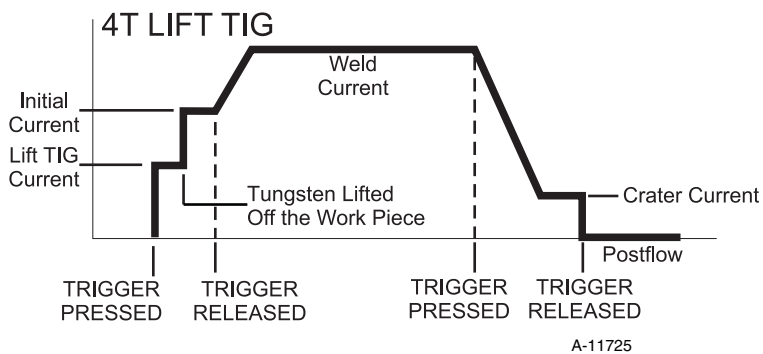 4T LIFT TIG
Weld
Current
Initial
Current
Lift TIG
Current
Tungsten Lifted
Off the Work Piece
Crater Current
Postflow
TRIGGER
PRESSED
TRIGGER
RELEASED
TRIGGER
PRESSED
TRIGGER
RELEASED
A-11725